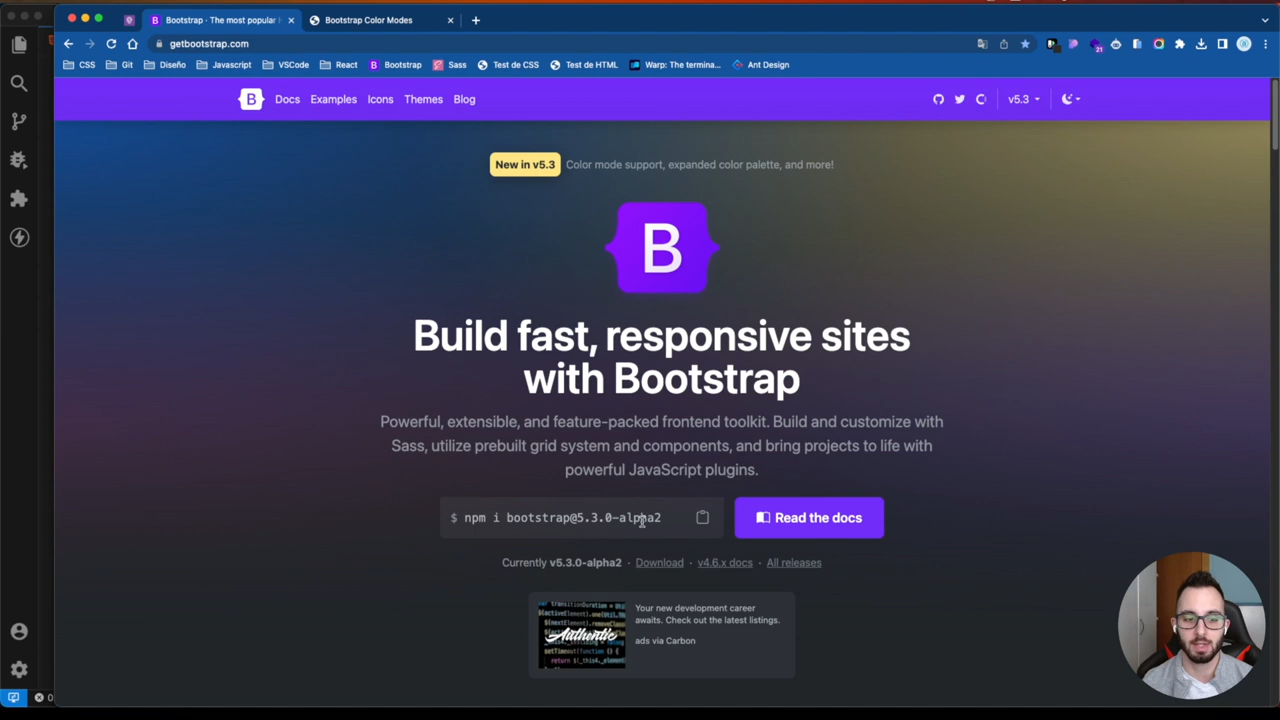 Bootstrap · The most popular
Bootstrap Color Modes
getbootstrap.com
21
CSS
Git
Diseño
Javascript
VSCode
React
Bootstrap
Sass
Test de CSS
Test de HTML
Warp: The termina...
Ant Design
B
Docs
Examples
Icons
Themes
Blog
v5.3
New in v5.3
Color mode support, expanded color palette, and more!
B
Build fast, responsive sites
with Bootstrap
Powerful, extensible, and feature-packed frontend toolkit. Build and customize with
Sass, utilize prebuilt grid system and components, and bring projects to life with
powerful JavaScript plugins.
$ npm i bootstrap@5.3.0-alpha2
Read the docs
Currently v5.3.0-alpha2 · Download · v4.6.x docs · All releases
Authentic
Your new development career
awaits. Check out the latest listings.
ads via Carbon
0